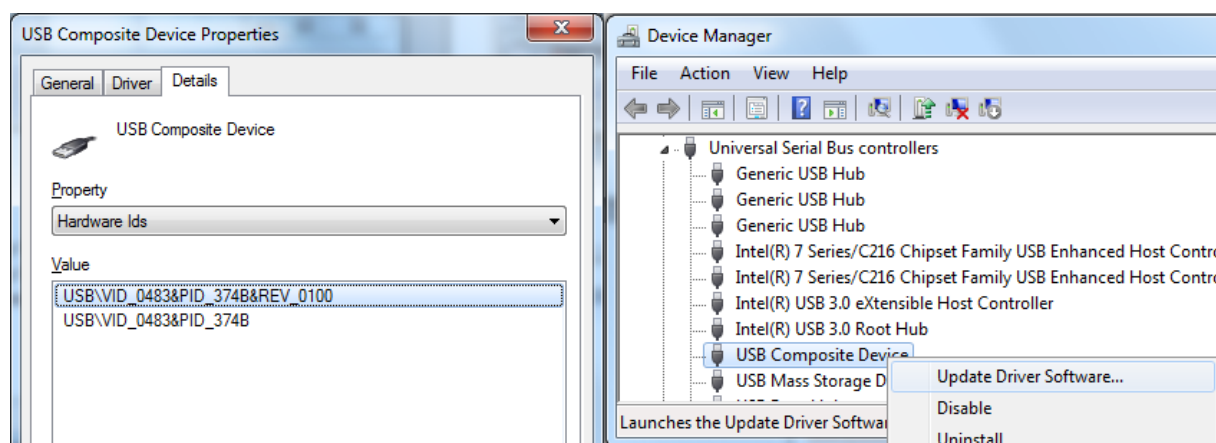 USB Composite Device Properties
General Driver Details
USB Composite Device
Property
Hardware Ids
Value
USB\VID_0483&PID_374B&REV_0100
USB\VID_0483&PID_374B
Device Manager
File Action View Help
Universal Serial Bus controllers
Generic USB Hub
Generic USB Hub
Generic USB Hub
Intel(R) 7 Series/C216 Chipset Family USB Enhanced Host Contro
Intel(R) 7 Series/C216 Chipset Family USB Enhanced Host Contro
Intel(R) USB 3.0 eXtensible Host Controller
Intel(R) USB 3.0 Root Hub
USB Composite Device
USB Mass Storage D
Launches the Update Driver Softwar
Update Driver Software...
Disable
Uninstall